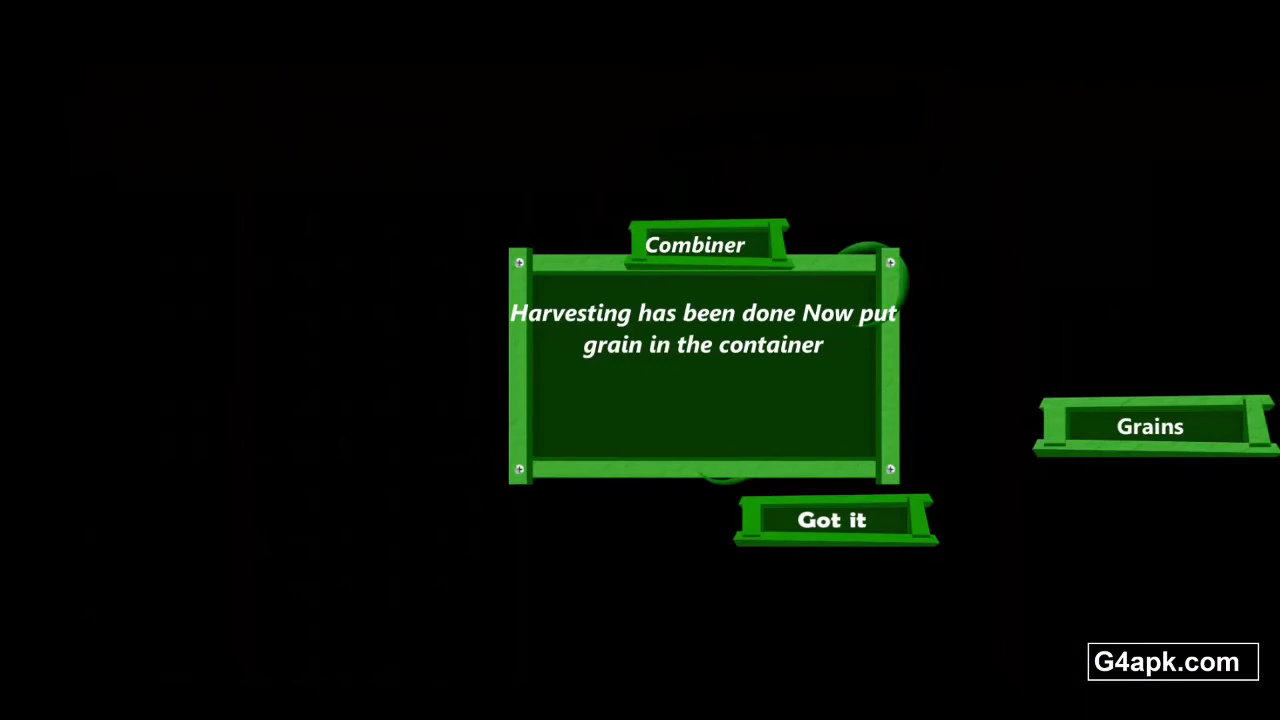 Combiner
Harvesting has been done Now put
grain in the container
Grains
Got it
G4apk.com